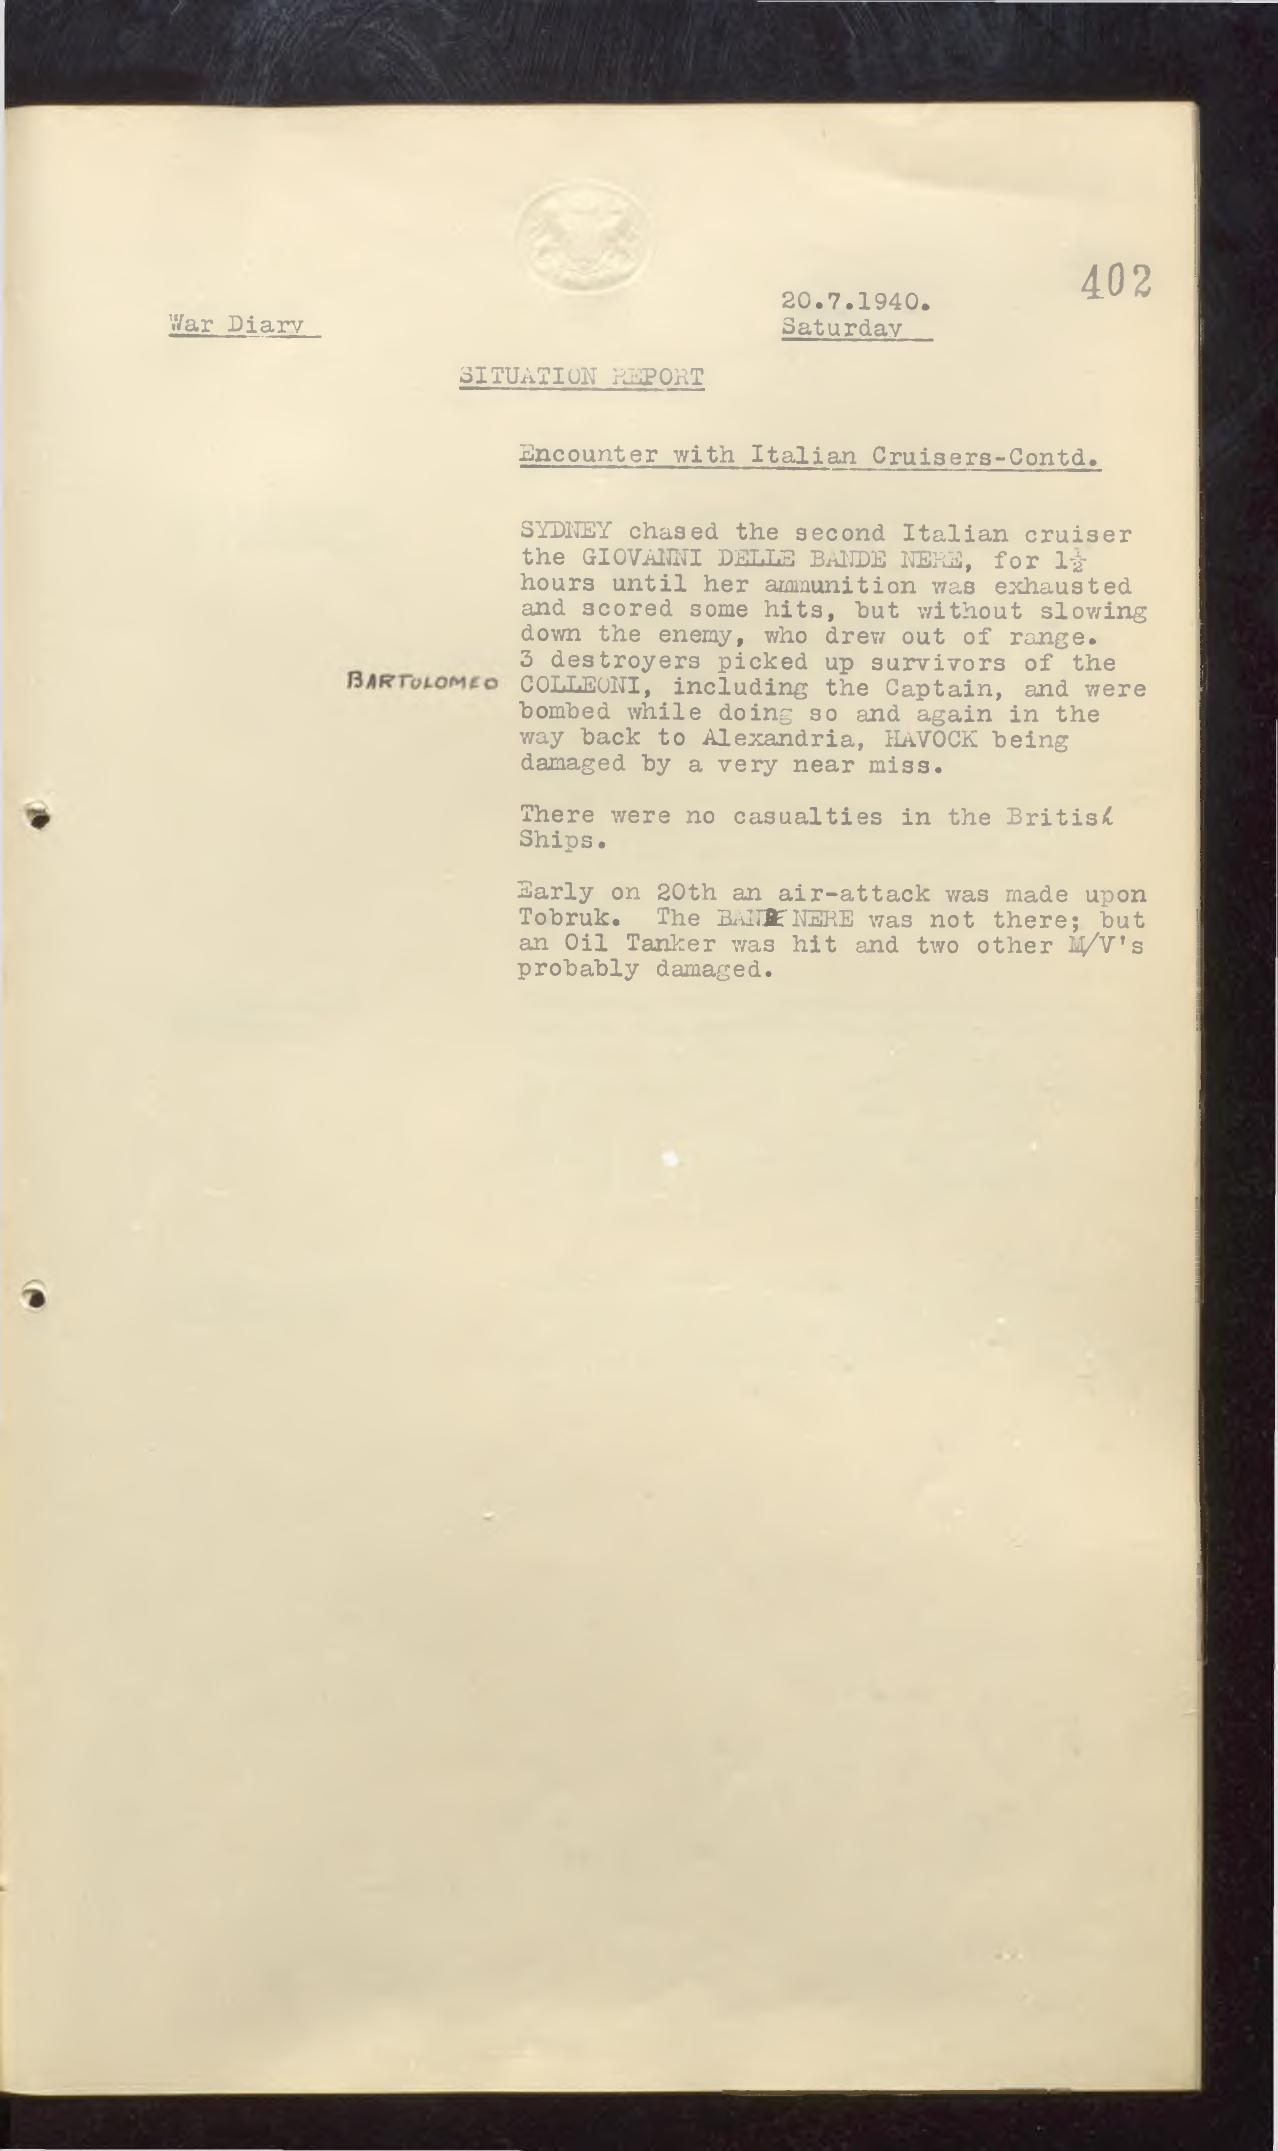 402
20.7.1940.
War Diary
Saturday
SITUATION REPORT
Encounter with Italian Cruisers-Contd.
SYDNEY chased the second Italian cruiser
the GIOVANNI DELLE BANDE NERE, for 1½
hours until her ammunition was exhausted
and scored some hits, but without slowing
down the enemy, who drew out of range.
3 destroyers picked up survivors of the
BARTOLOMEO COLLEONI, including the Captain, and were
bombed while doing so and again in the
way back to Alexandria, HAVOCK being
damaged by a very near miss.
There were no casualties in the British
Ships.
Early on 20th an air-attack was made upon
Tobruk. The BANDE NERE was not there; but
an Oil Tanker was hit and two other M/V's
probably damaged.